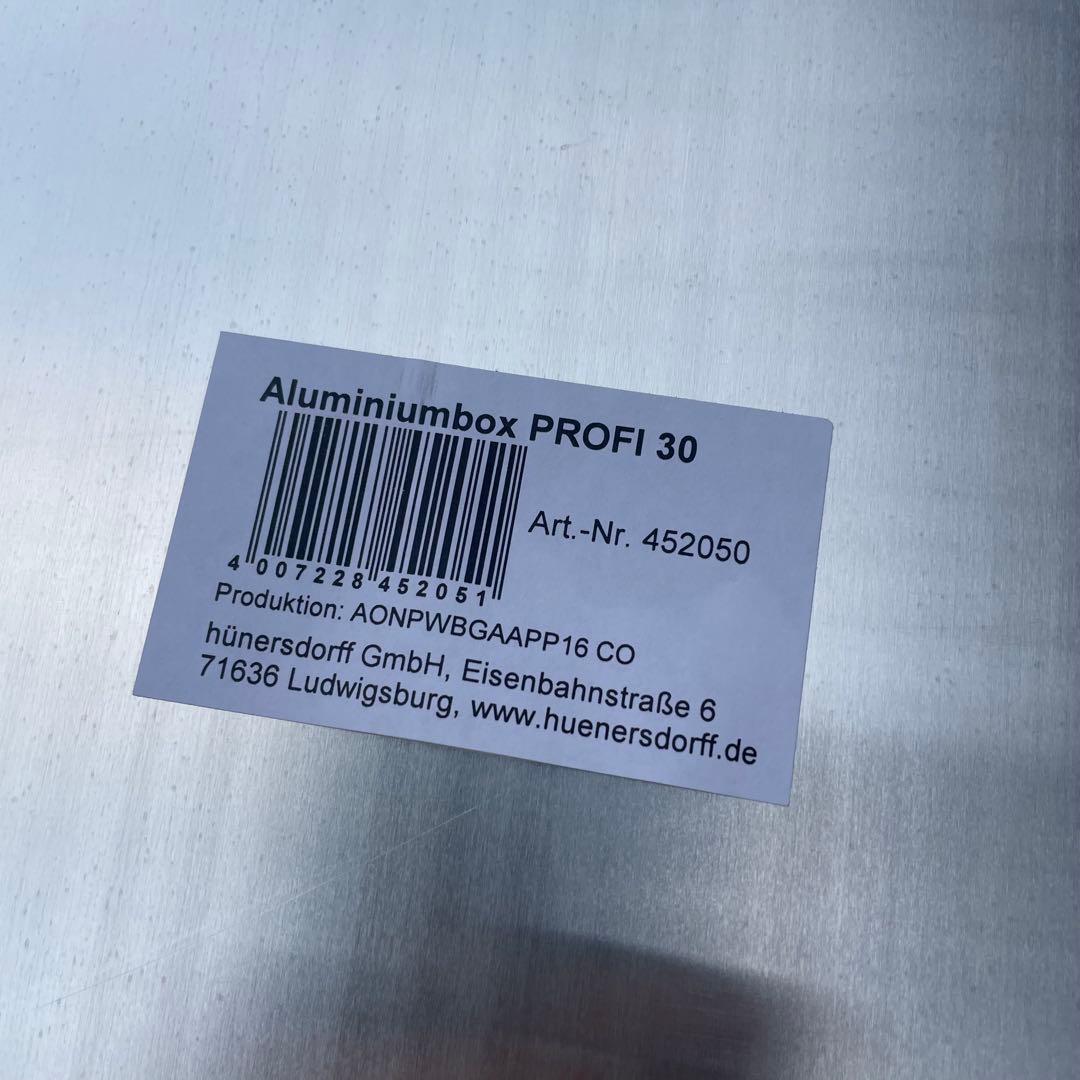 Aluminiumbox PROFI 30
Art.-Nr. 452050
4 007228 452051
Produktion: AONPWBGAAPP16 CO
hünersdorff GmbH, Eisenbahnstraße 6
71636 Ludwigsburg, www.huenersdorff.de